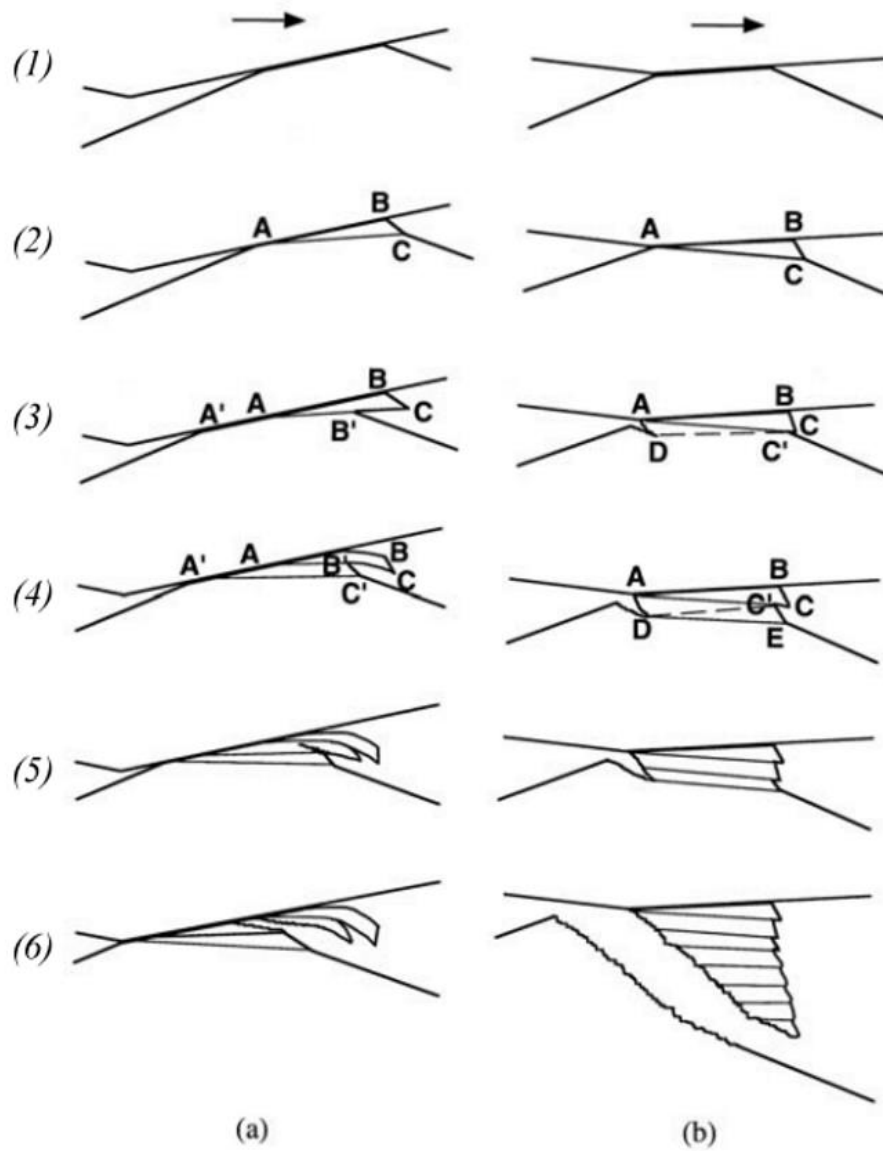 (1)
(2) A B C A B C
(3) A' A B B' C A B D C C'
(4) A' A B' B C' C A B C' C D E
(5)
(6)
(a) (b)